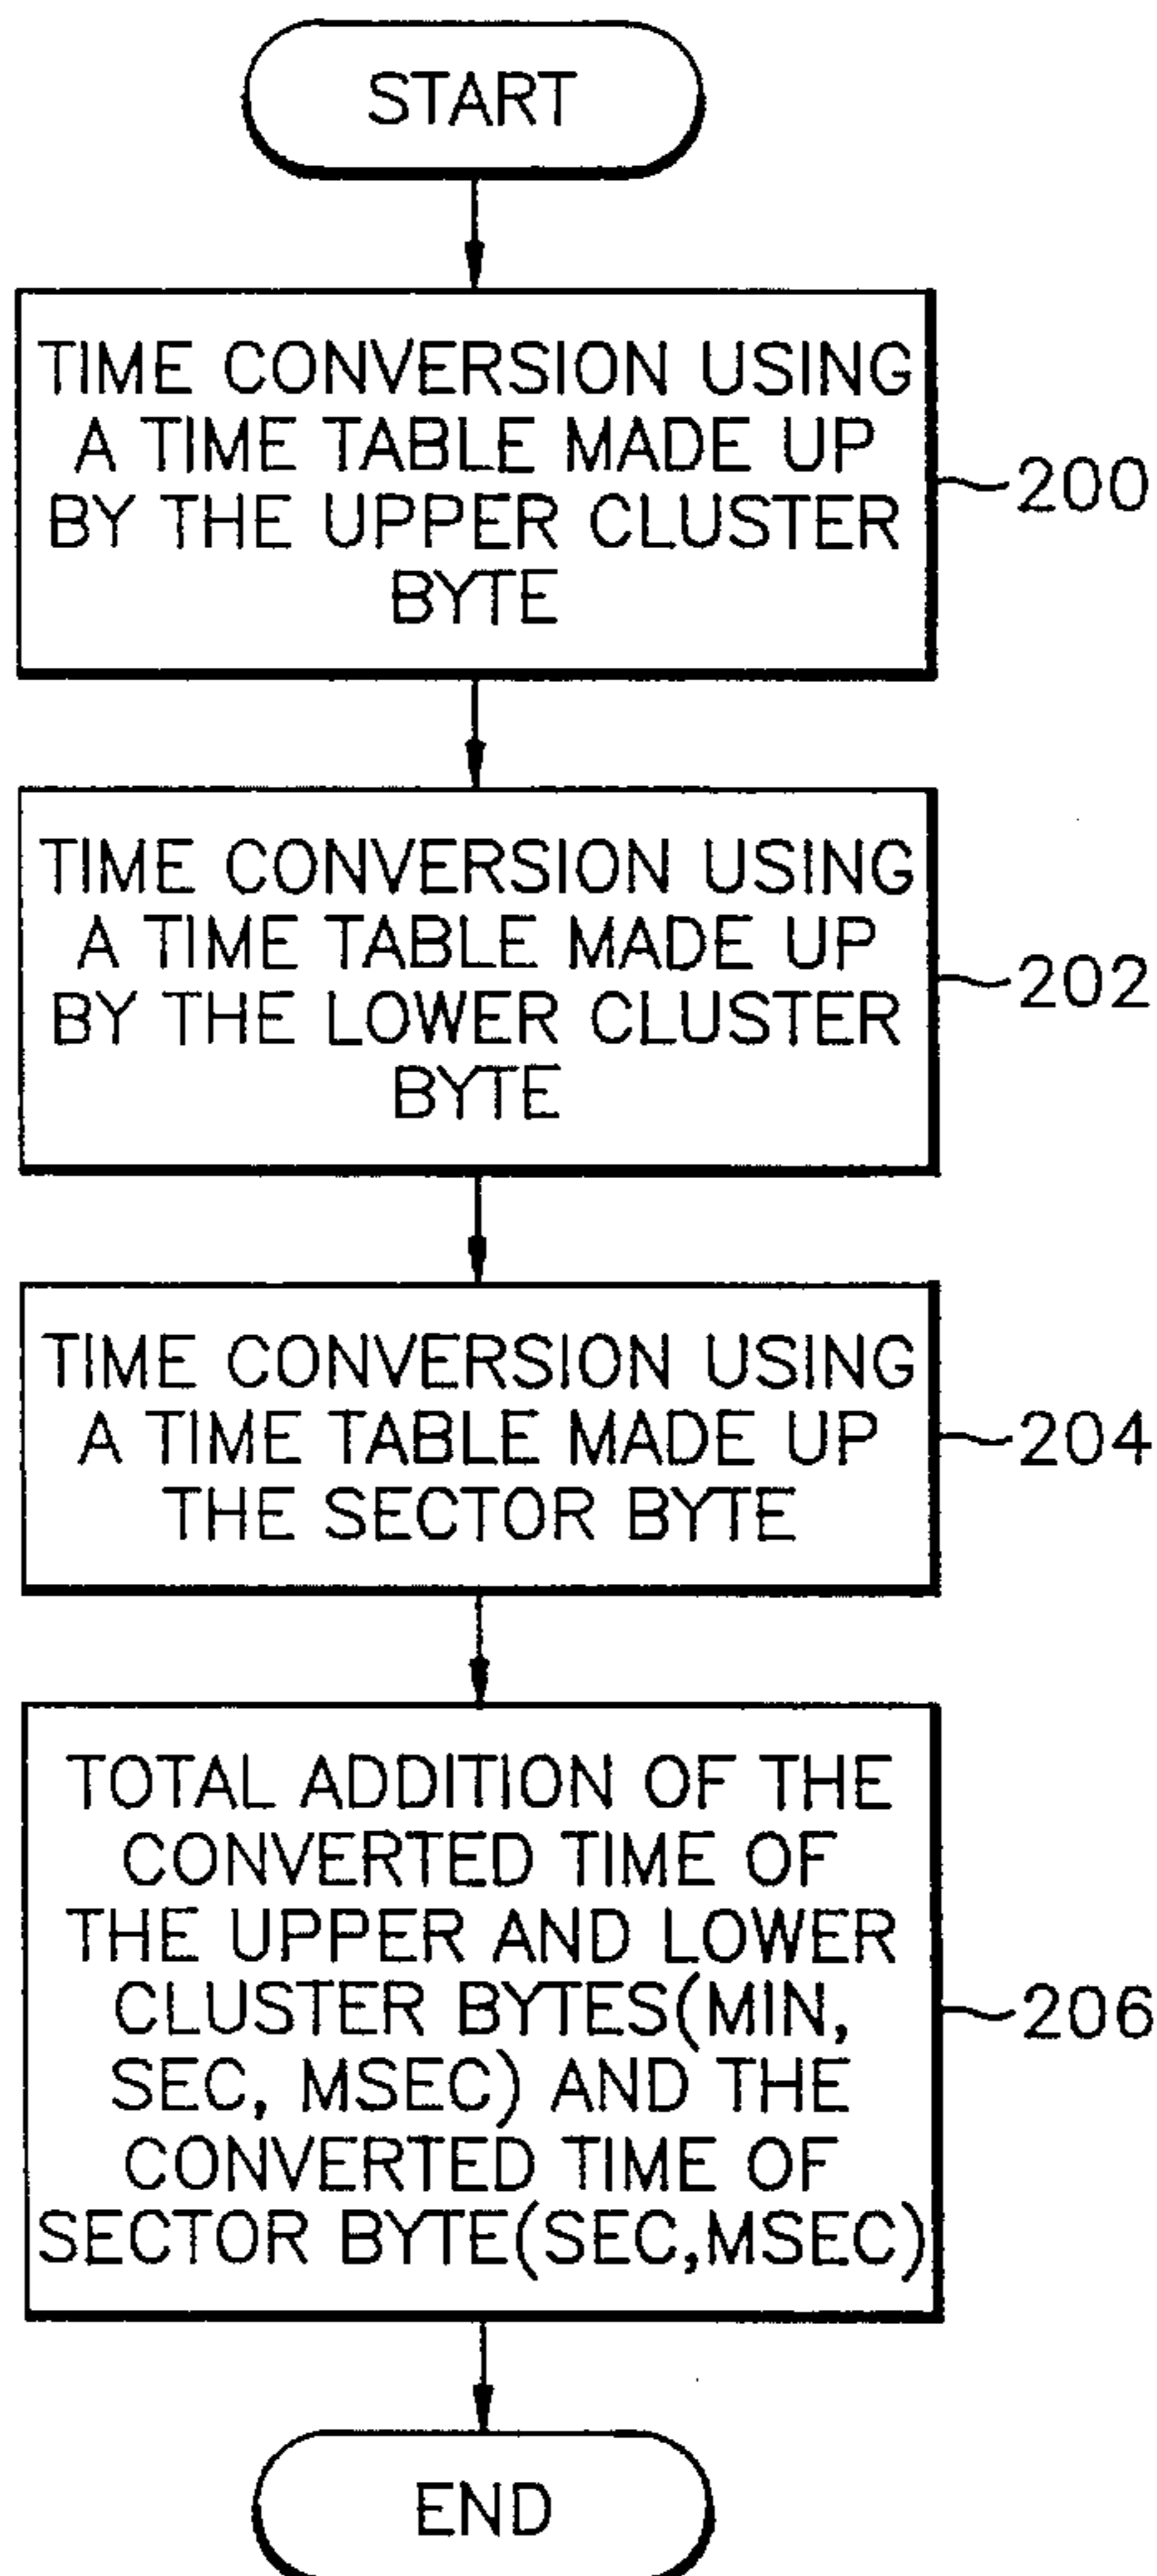 START
TIME CONVERSION USING
A TIME TABLE MADE UP
BY THE UPPER CLUSTER
BYTE
200
TIME CONVERSION USING
A TIME TABLE MADE UP
BY THE LOWER CLUSTER
BYTE
202
TIME CONVERSION USING
A TIME TABLE MADE UP
THE SECTOR BYTE
204
TOTAL ADDITION OF THE
CONVERTED TIME OF
THE UPPER AND LOWER
CLUSTER BYTES(MIN,
SEC, MSEC) AND THE
CONVERTED TIME OF
SECTOR BYTE(SEC,MSEC)
206
END